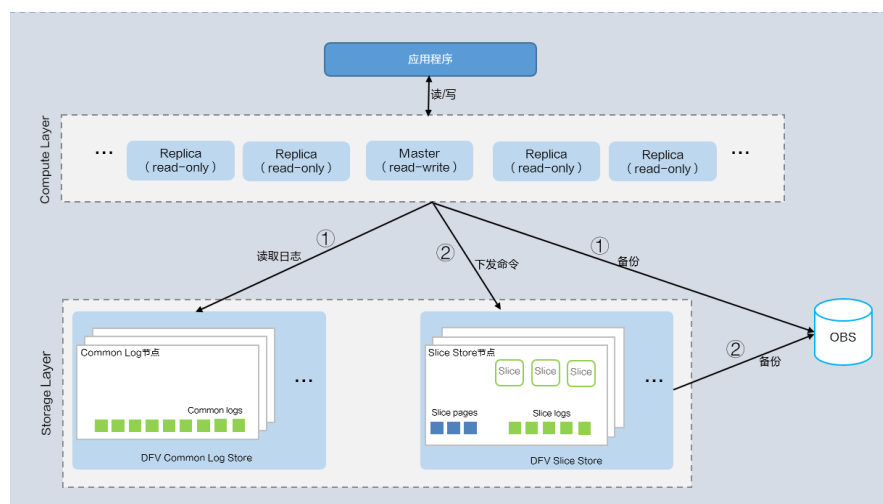 应用程序
读/写
Compute Layer
...
Replica
(read-only)
Replica
(read-only)
Master
(read-write)
Replica
(read-only)
Replica
(read-only)
...
①
读取日志
②
下发命令
①
备份
Storage Layer
Common Log节点
Common logs
...
DFV Common Log Store
Slice Store节点
Slice
Slice
Slice
Slice pages
Slice logs
...
DFV Slice Store
②
备份
OBS